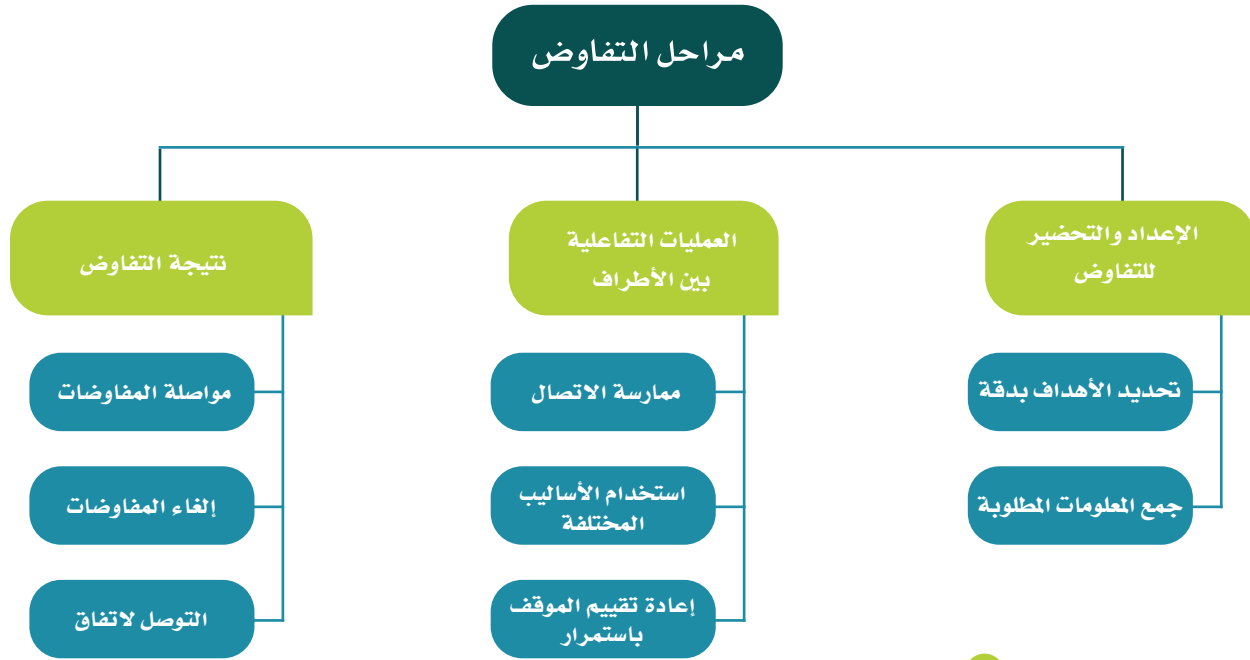 مراحل التفاوض
الإعداد والتحضير
للتفاوض
تحديد الأهداف بدقة
جمع المعلومات المطلوبة
العمليات التفاعلية
بين الأطراف
ممارسة الاتصال
استخدام الأساليب
المختلفة
إعادة تقييم الموقف
باستمرار
نتيجة التفاوض
مواصلة المفاوضات
إلغاء المفاوضات
التوصل لاتفاق